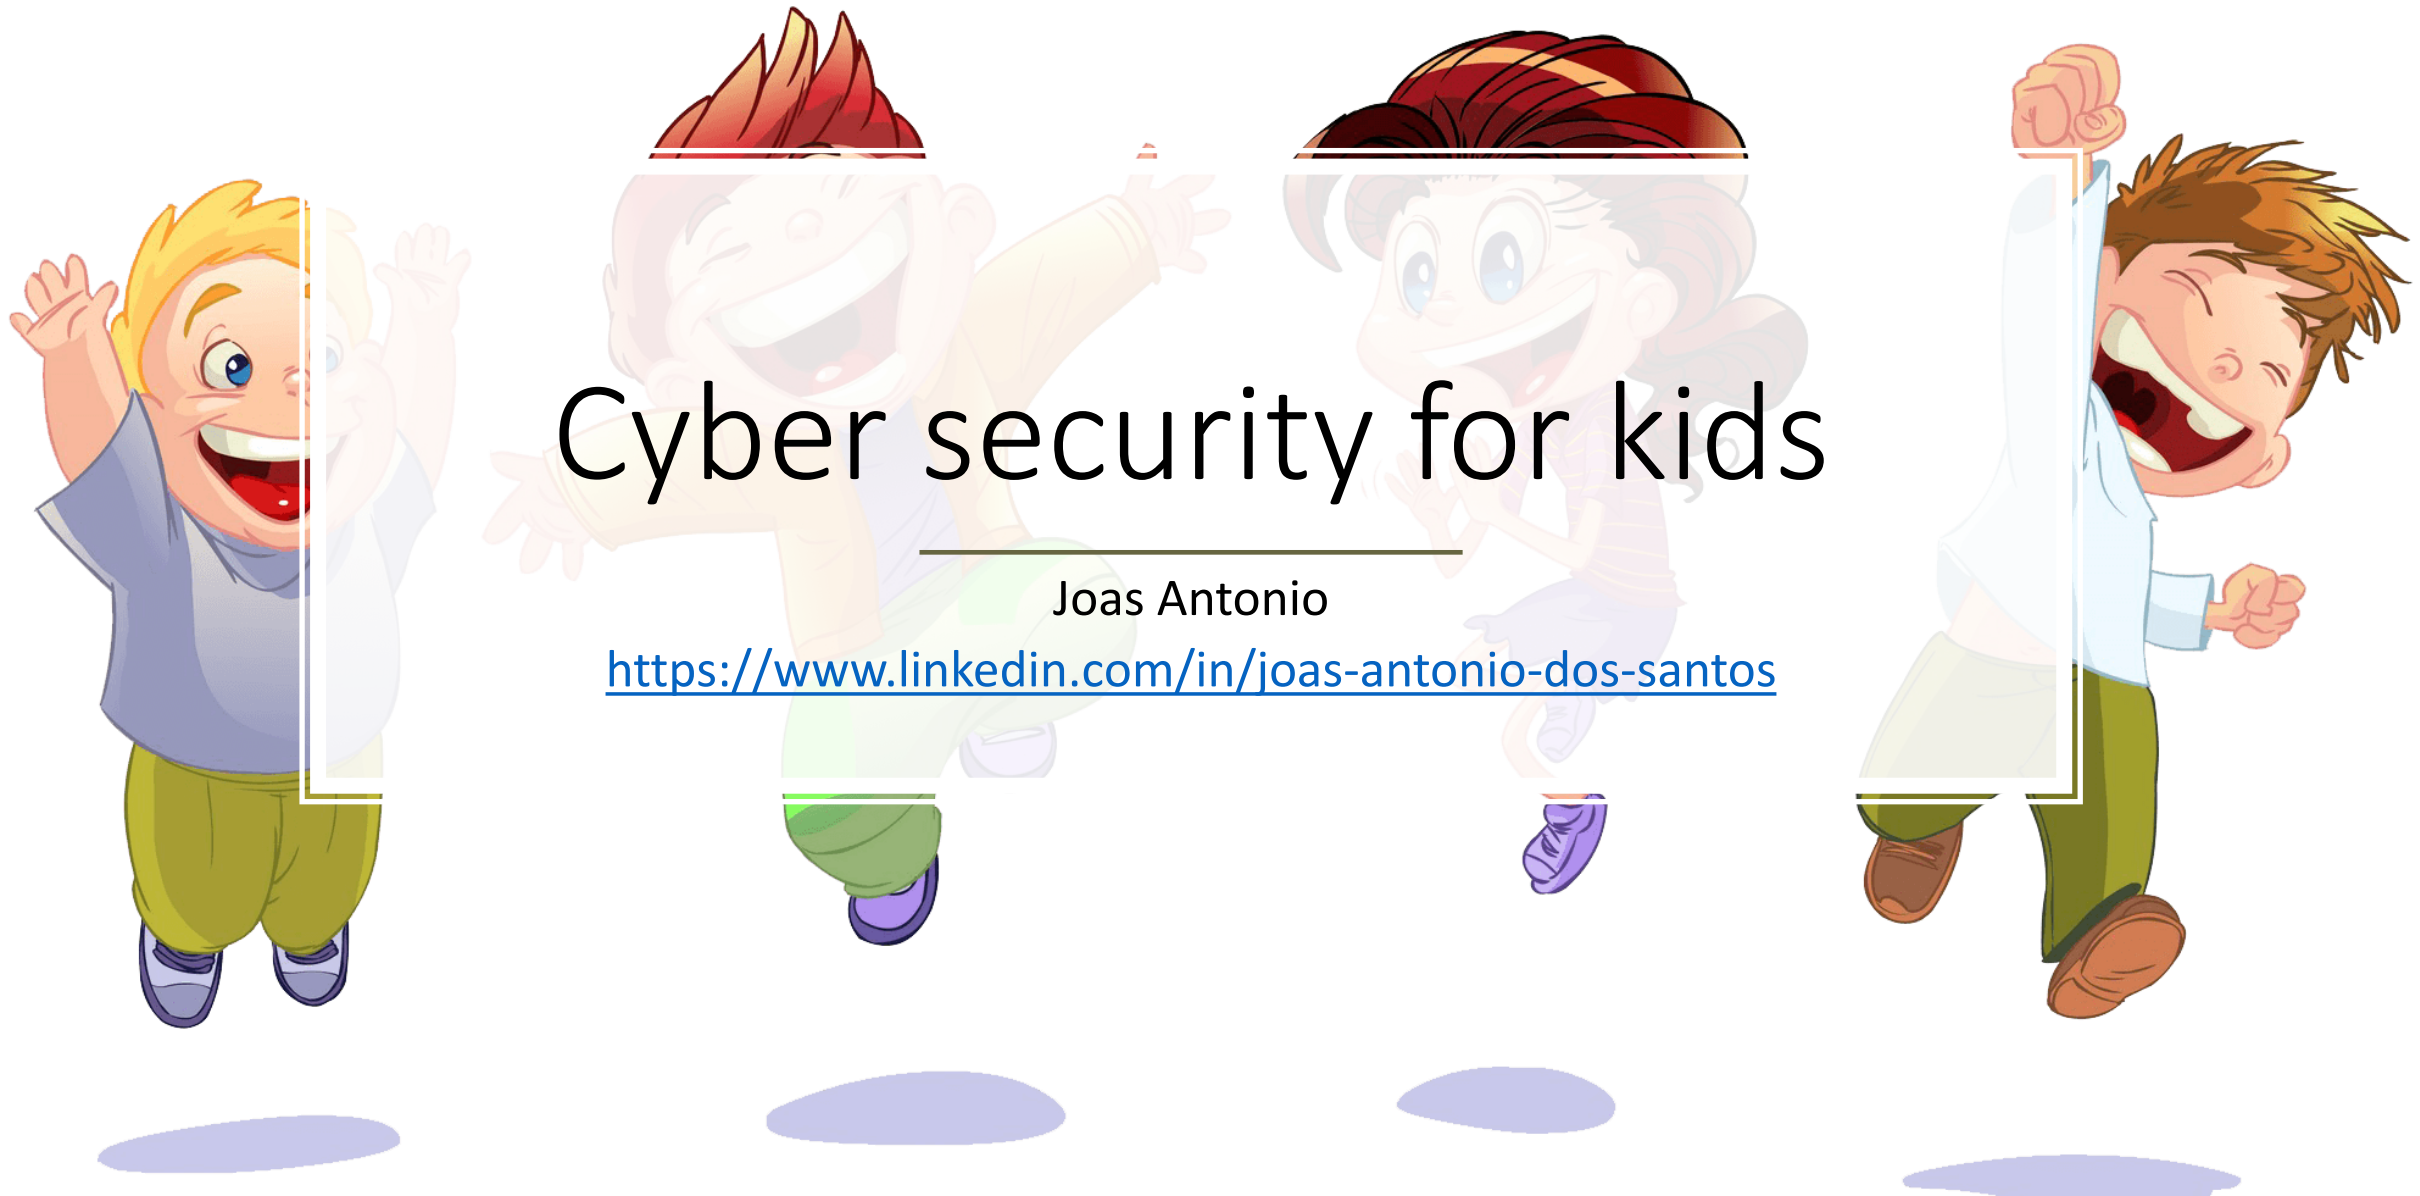 Cyber security for kids
Joas Antonio
https://www.linkedin.com/in/joas-antonio-dos-santos